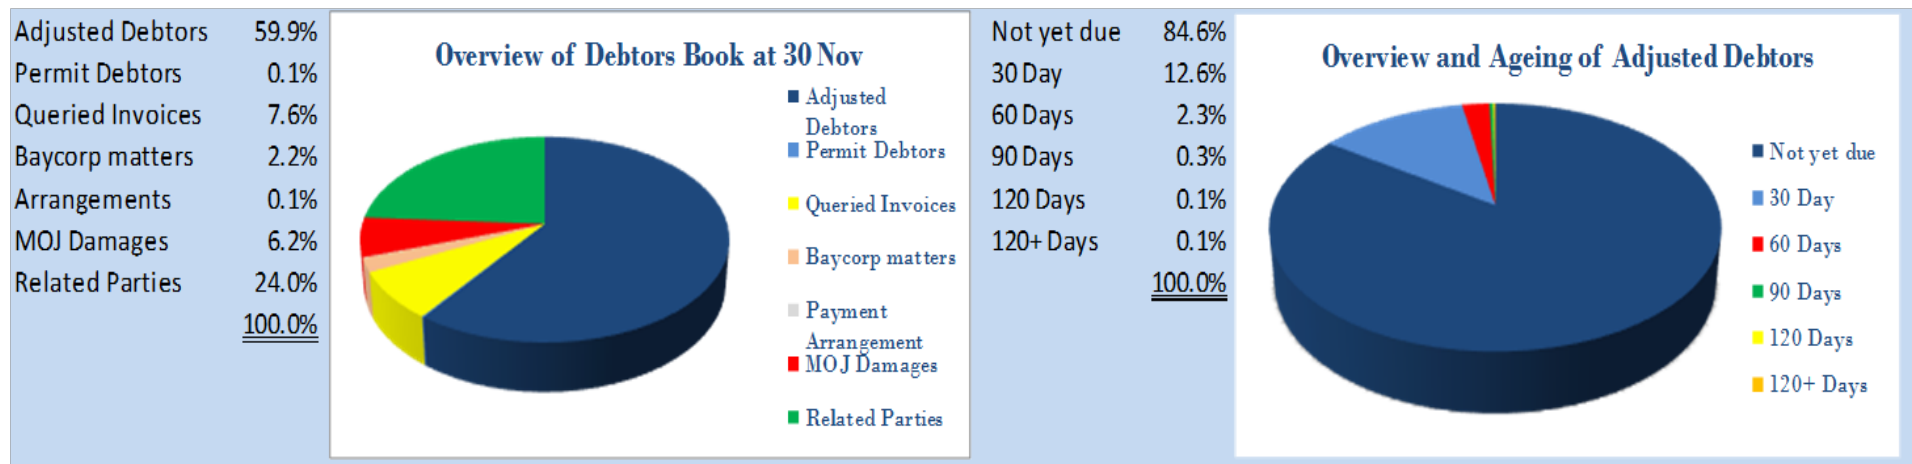 Adjusted Debtors 59.9%
Permit Debtors 0.1%
Queried Invoices 7.6%
Baycorp matters 2.2%
Arrangements 0.1%
MOJ Damages 6.2%
Related Parties 24.0%
100.0%
Overview of Debtors Book at 30 Nov
Adjusted
Debtors
Permit Debtors
Queried Invoices
Baycorp matters
Payment
Arrangement
MOJ Damages
Related Parties
Not yet due 84.6%
30 Day 12.6%
60 Days 2.3%
90 Days 0.3%
120 Days 0.1%
120+ Days 0.1%
100.0%
Overview and Ageing of Adjusted Debtors
Not yet due
30 Day
60 Days
90 Days
120 Days
120+ Days